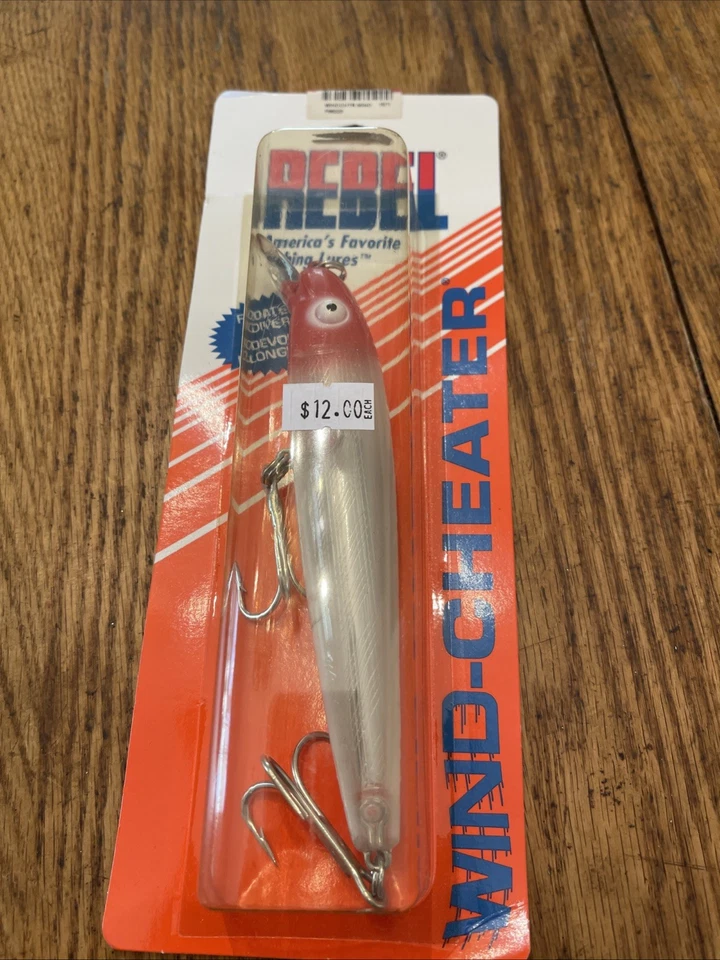 REBEL®
America's Favorite
Fishing Lures™
FLOATER
DIVER
$12.00 EACH
WIND-CHEATER®